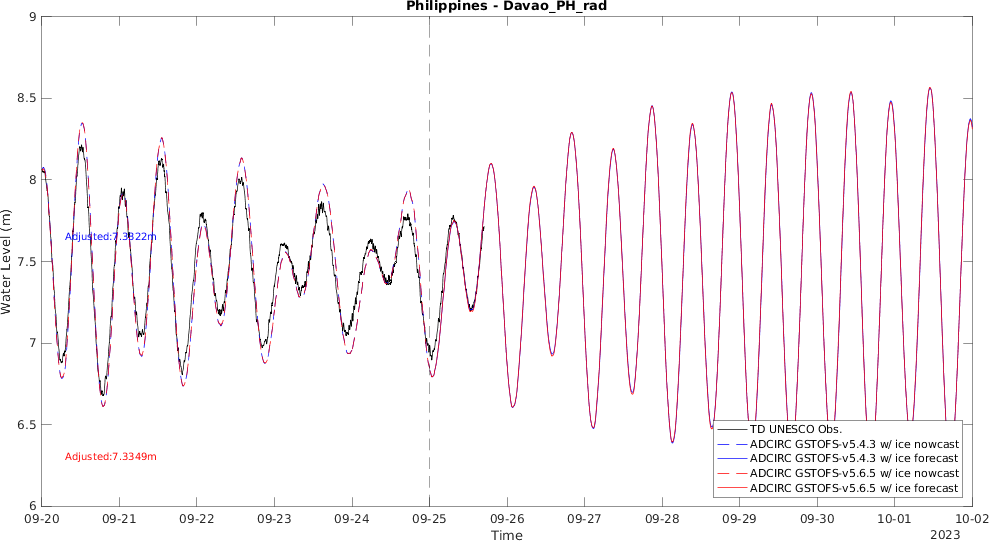 Philippines - Davao_PH_rad
9
8.5
8
7.5
7
6.5
6
Water Level (m)
Adjusted:7.3322m
Adjusted:7.3349m
TD UNESCO Obs.
ADCIRC GSTOFS-v5.4.3 w/ ice nowcast
ADCIRC GSTOFS-v5.4.3 w/ ice forecast
ADCIRC GSTOFS-v5.6.5 w/ ice nowcast
ADCIRC GSTOFS-v5.6.5 w/ ice forecast
09-20 09-21 09-22 09-23 09-24 09-25 09-26 09-27 09-28 09-29 09-30 10-01 10-02
Time
2023